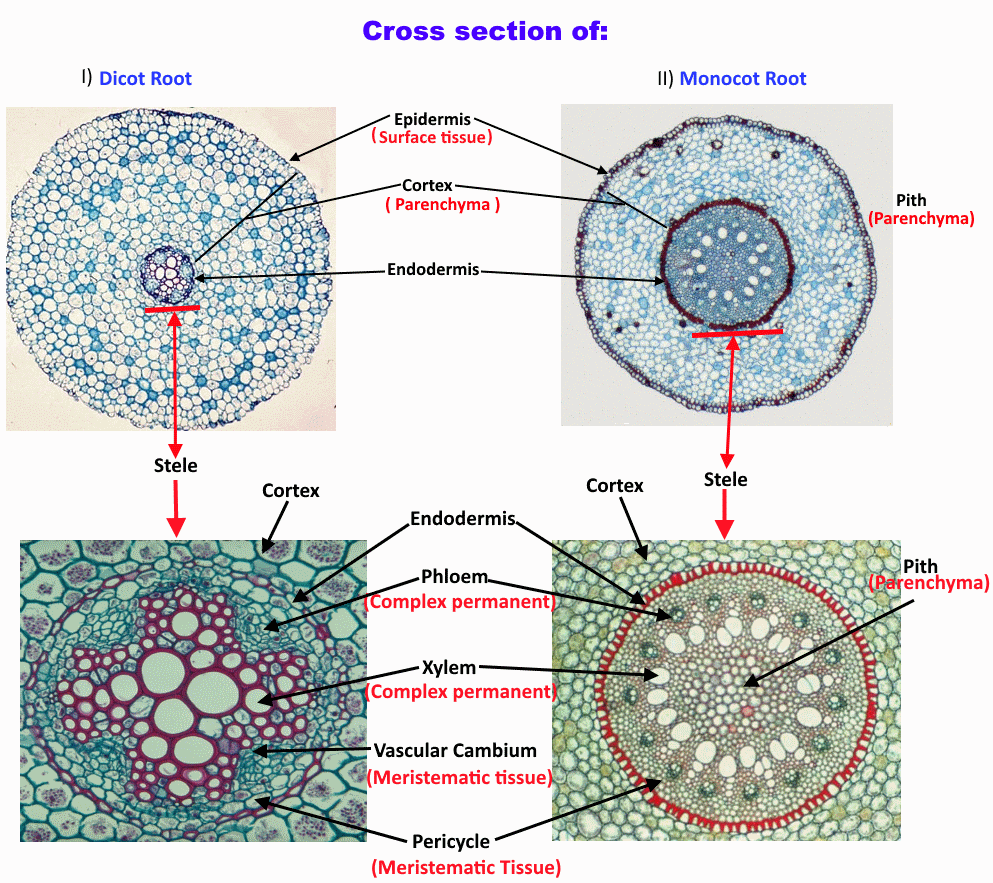 Cross section of:
I) Dicot Root
II) Monocot Root
Epidermis
(Surface tissue)
Cortex
( Parenchyma )
Pith
(Parenchyma)
Endodermis
Stele
Stele
Cortex
Cortex
Endodermis
Phloem
(Complex permanent)
Pith
(Parenchyma)
Xylem
(Complex permanent)
Vascular Cambium
(Meristematic tissue)
Pericycle
(Meristematic Tissue)